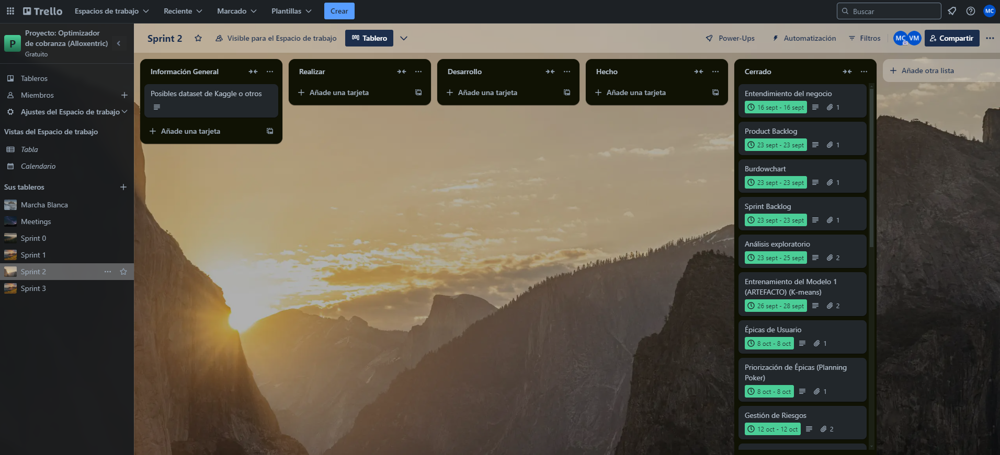 Trello
Espacios de trabajo
Reciente
Marcado
Plantillas
Crear
Buscar
MC
P
Proyecto: Optimizador
de cobranza (Alloxentric)
Gratuito
Tableros
Miembros
Ajustes del Espacio de trabajo
Vistas del Espacio de trabajo
Tabla
Calendario
Sus tableros
Marcha Blanca
Meetings
Sprint 0
Sprint 1
Sprint 2
Sprint 3
Sprint 2
Visible para el Espacio de trabajo
Tablero
Power-Ups
Automatización
Filtros
MC
VM
Compartir
Información General
Posibles dataset de Kaggle o otros
Añade una tarjeta
Realizar
Añade una tarjeta
Desarrollo
Añade una tarjeta
Hecho
Añade una tarjeta
Cerrado
Entendimiento del negocio
16 sept - 16 sept
1
Product Backlog
23 sept - 23 sept
1
Burdowchart
23 sept - 23 sept
1
Sprint Backlog
23 sept - 23 sept
1
Análisis exploratorio
23 sept - 25 sept
2
Entrenamiento del Modelo 1
(ARTEFACTO) (K-means)
26 sept - 28 sept
2
Épicas de Usuario
8 oct - 8 oct
1
Priorización de Épicas (Planning
Poker)
8 oct - 8 oct
1
Gestión de Riesgos
12 oct - 12 oct
2
Añade otra lista